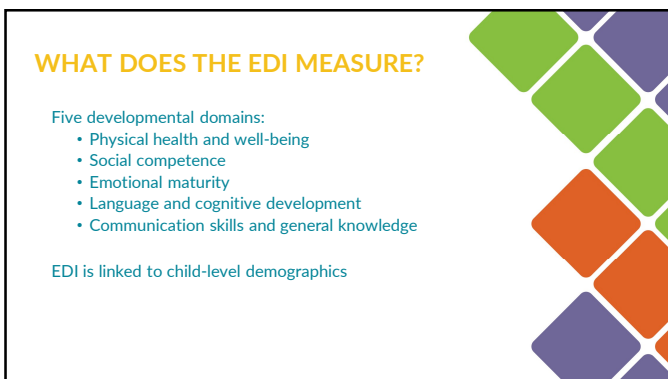 WHAT DOES THE EDI MEASURE?
Five developmental domains:
• Physical health and well-being
• Social competence
• Emotional maturity
• Language and cognitive development
• Communication skills and general knowledge
EDI is linked to child-level demographics